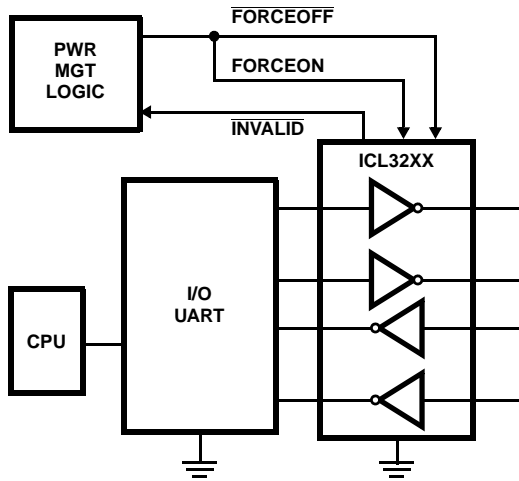 FORCEOFF
PWR
MGT
LOGIC
FORCEON
INVALID
ICL32XX
I/O
UART
CPU